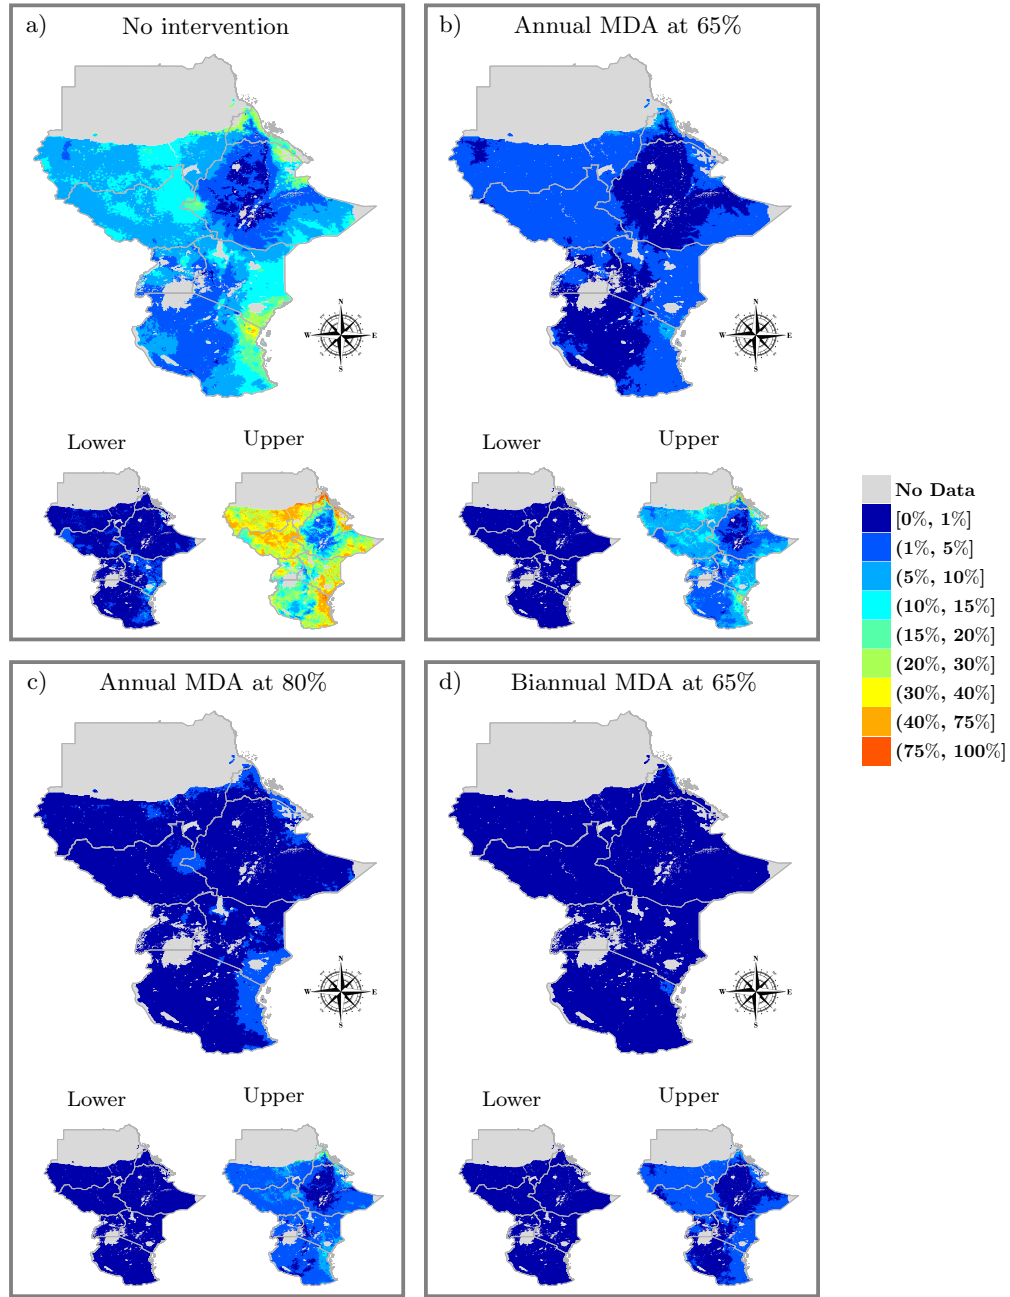 a) No intervention
N
W E
S
Lower Upper
b) Annual MDA at 65%
N
W E
S
Lower Upper
c) Annual MDA at 80%
N
W E
S
Lower Upper
d) Biannual MDA at 65%
N
W E
S
Lower Upper
No Data
[0%, 1%]
(1%, 5%]
(5%, 10%]
(10%, 15%]
(15%, 20%]
(20%, 30%]
(30%, 40%]
(40%, 75%]
(75%, 100%]